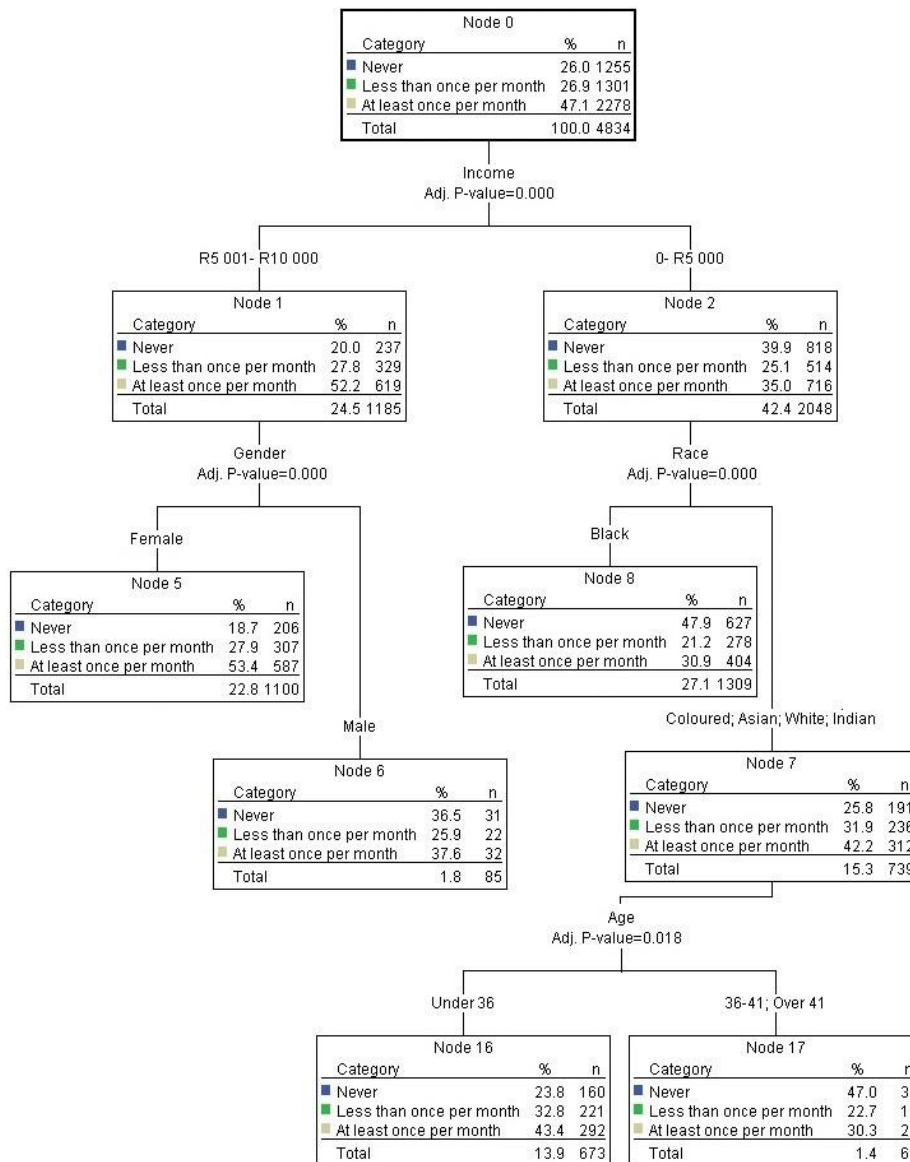 Node 0
Category % n
Never 26.0 1255
Less than once per month 26.9 1301
At least once per month 47.1 2278
Total 100.0 4834
Income
Adj. P-value=0.000
R5 001- R10 000
0- R5 000
Node 1
Category % n
Never 20.0 237
Less than once per month 27.8 329
At least once per month 52.2 619
Total 24.5 1185
Node 2
Category % n
Never 39.9 818
Less than once per month 25.1 514
At least once per month 35.0 716
Total 42.4 2048
Gender
Adj. P-value=0.000
Race
Adj. P-value=0.000
Female
Node 5
Category % n
Never 18.7 206
Less than once per month 27.9 307
At least once per month 53.4 587
Total 22.8 1100
Male
Node 6
Category % n
Never 36.5 31
Less than once per month 25.9 22
At least once per month 37.6 32
Total 1.8 85
Black
Node 8
Category % n
Never 47.9 627
Less than once per month 21.2 278
At least once per month 30.9 404
Total 27.1 1309
Coloured; Asian; White; Indian
Node 7
Category % n
Never 25.8 191
Less than once per month 31.9 236
At least once per month 42.2 312
Total 15.3 739
Age
Adj. P-value=0.018
Under 36
36-41; Over 41
Node 16
Category % n
Never 23.8 160
Less than once per month 32.8 221
At least once per month 43.4 292
Total 13.9 673
Node 17
Category %
Never 47.0 3
Less than once per month 22.7 1
At least once per month 30.3 2
Total 1.4 6